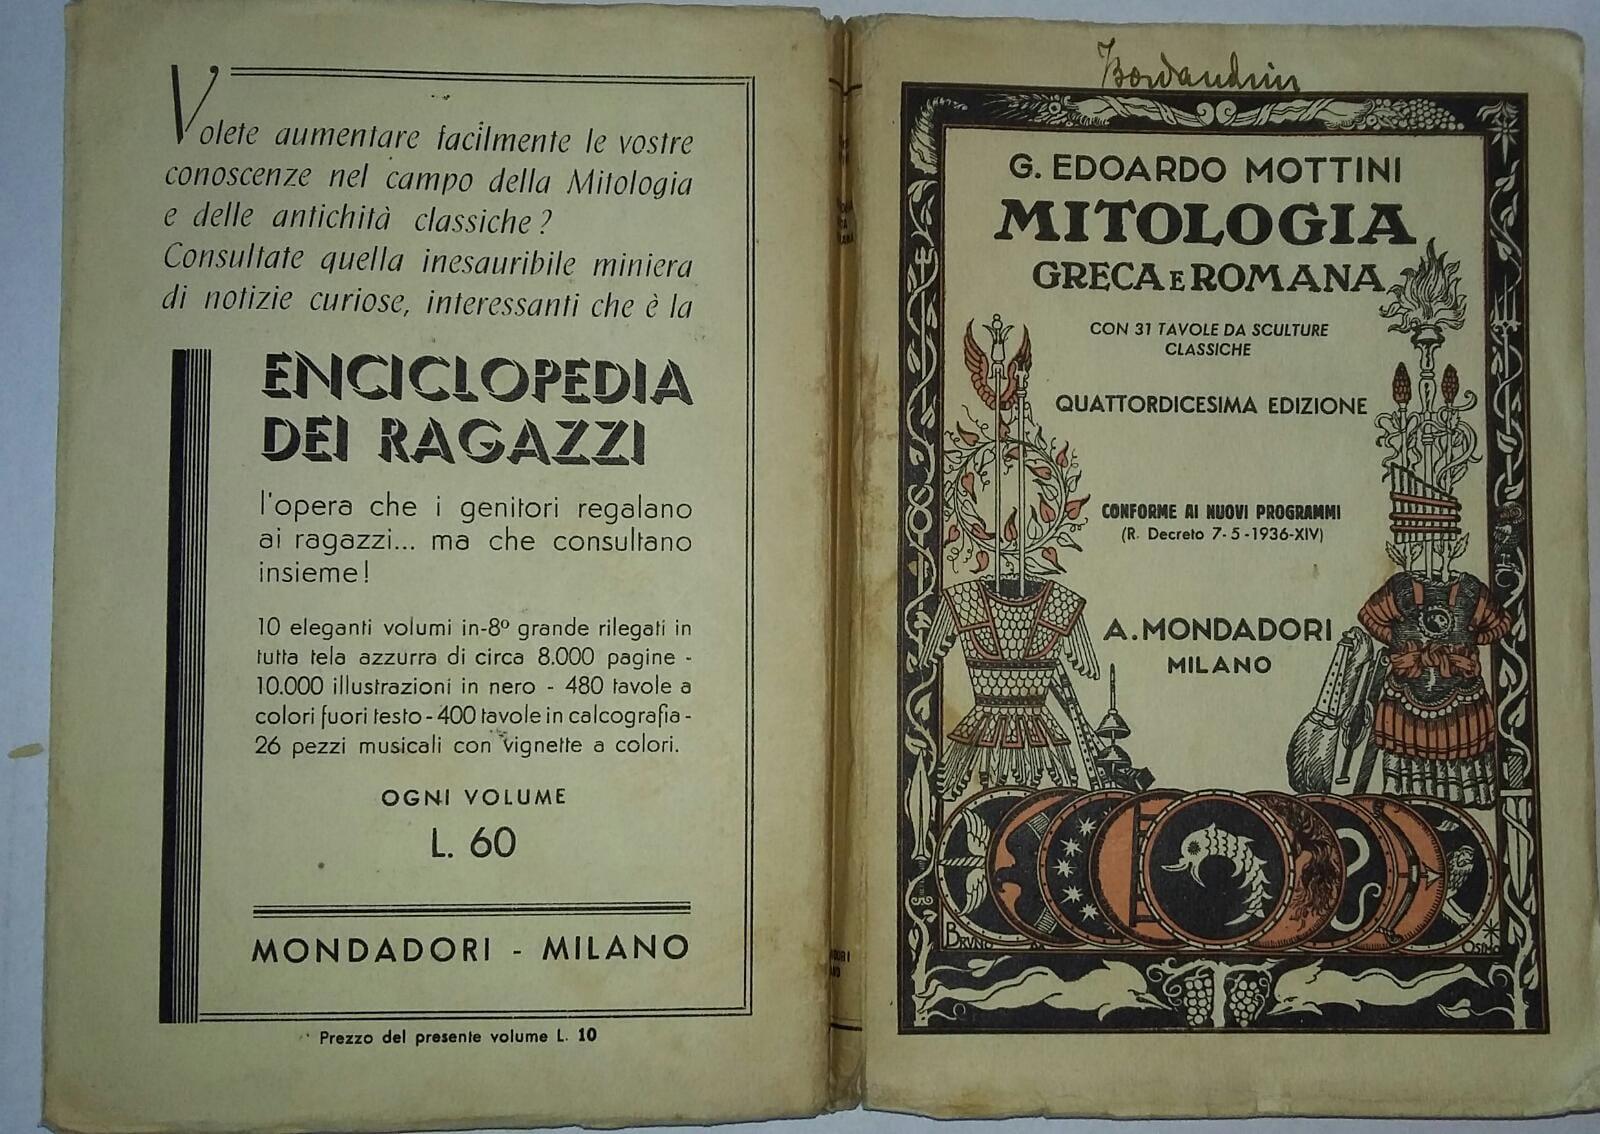 Volete aumentare facilmente le vostre
conoscenze nel campo della Mitologia
e delle antichità classiche?
Consultate quella inesauribile miniera
di notizie curiose, interessanti che è la
ENCICLOPEDIA
DEI RAGAZZI
l'opera che i genitori regalano
ai ragazzi... ma che consultano
insieme!
10 eleganti volumi in-8º grande rilegati in
tutta tela azzurra di circa 8.000 pagine -
10.000 illustrazioni in nero - 480 tavole a
colori fuori testo - 400 tavole in calcografia -
26 pezzi musicali con vignette a colori.
OGNI VOLUME
L. 60
MONDADORI - MILANO
Prezzo del presente volume L. 10
G. EDOARDO MOTTINI
MITOLOGIA
GRECA E ROMANA
CON 31 TAVOLE DA SCULTURE
CLASSICHE
QUATTORDICESIMA EDIZIONE
CONFORME AI NUOVI PROGRAMMI
(R. Decreto 7-5-1936-XIV)
A. MONDADORI
MILANO
BRUNO